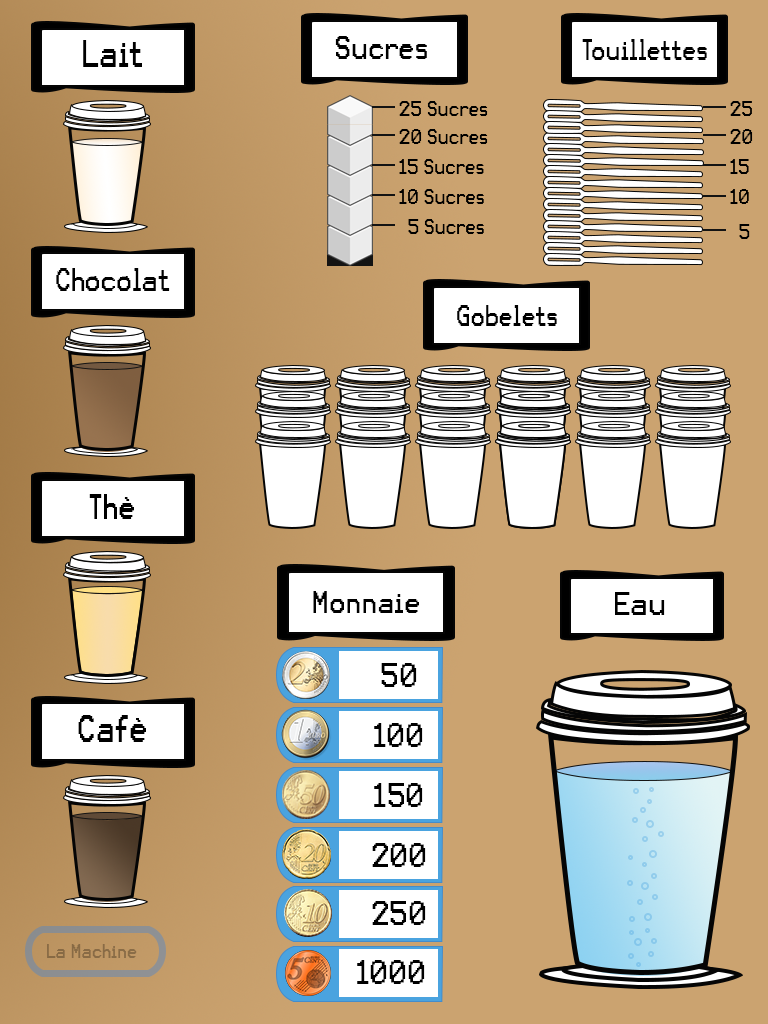 Lait
Sucres
Touillettes
25 Sucres
20 Sucres
15 Sucres
10 Sucres
5 Sucres
25
20
15
10
5
Chocolat
Gobelets
Thè
Monnaie
Eau
50
100
150
200
250
1000
Cafè
La Machine